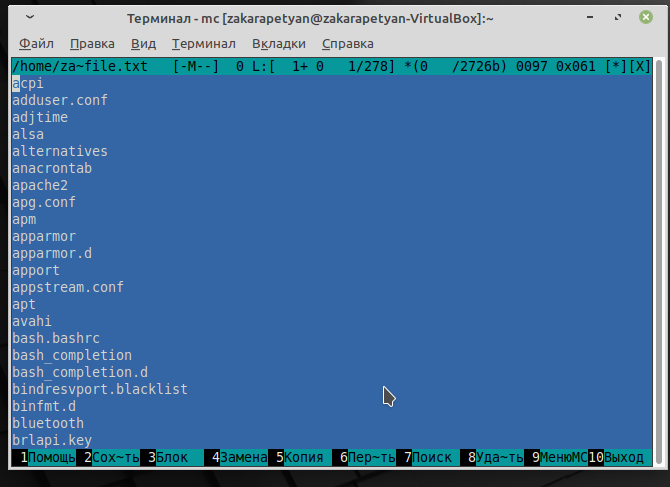 Терминал - mc [zakarapetyan@zakarapetyan-VirtualBox]:~
Файл Правка Вид Терминал Вкладки Справка
/home/za~file.txt [-M--] 0 L:[ 1+ 0 1/278] *(0 /2726b) 0097 0x061 [*][X]
acpi
adduser.conf
adjtime
alsa
alternatives
anacrontab
apache2
apg.conf
apm
apparmor
apparmor.d
apport
appstream.conf
apt
avahi
bash.bashrc
bash_completion
bash_completion.d
bindresvport.blacklist
binfmt.d
bluetooth
brlapi.key
1Помощь 2Сох~ть 3Блок 4Замена 5Копия 6Пер~ть 7Поиск 8Уда~ть 9МенюМС 10Выход